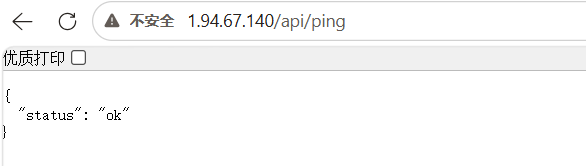 不安全 1.94.67.140/api/ping
优质打印
{
"status": "ok"
}